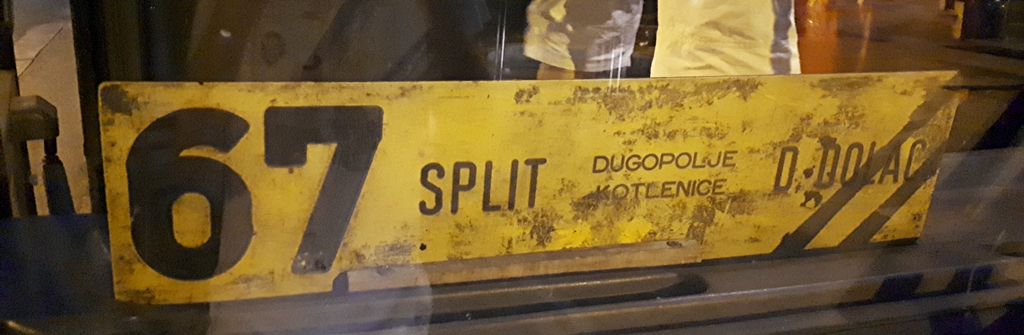 67 SPLIT DUGOPOLJE D. DOLAC
KOTLENICE